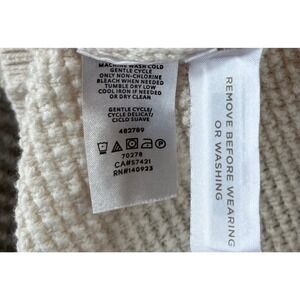 MACHINE WASH COLD
GENTLE CYCLE
ONLY NON-CHLORINE
BLEACH WHEN NEEDED
TUMBLE DRY LOW
COOL IRON IF NEEDED
OR DRY CLEAN
GENTLE CYCLE/
CYCLE DELICAT/
CICLO SUAVE
482789
70278
CA#57421
RN#140923
REMOVE BEFORE WEARING
OR WASHING